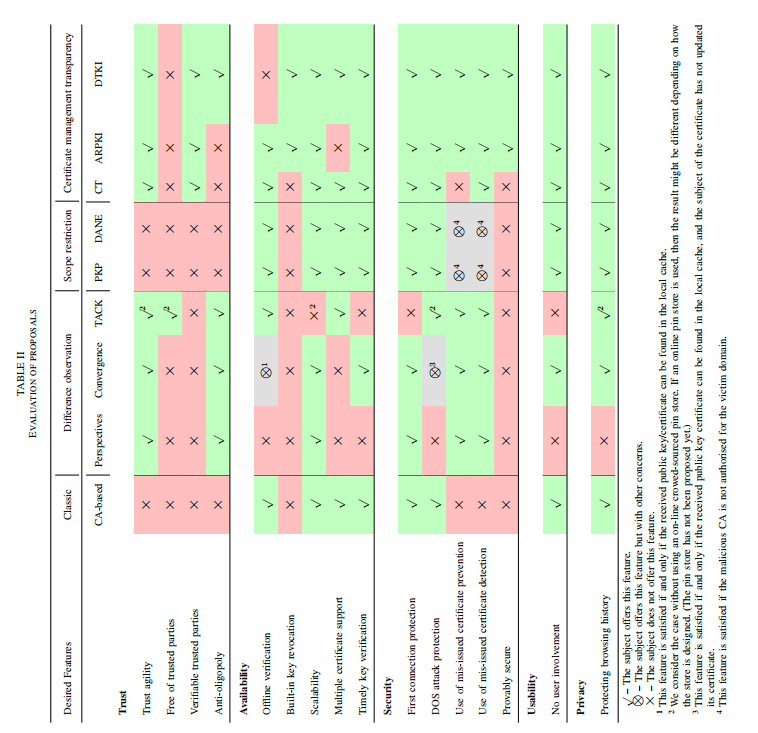 TABLE II
EVALUATION OF PROPOSALS
Desired Features Classic Difference observation Scope restriction Certificate management transparency
CA-based Perspectives Convergence TACK PKP DANE CT ARPKI DTKI
Trust
Trust agility × √ √ √² × × √ √ √
Free of trusted parties × × × √² × × × × ×
Verifiable trusted parties × × × × × × √ √ √
Anti-oligopoly × √ √ √ × × × × √
Availability
Offline verification √ × ⊗¹ √ √ √ √ √ ×
Built-in key revocation × × × × × × × √ √
Scalability √ √ √ ×² √ √ √ √ √
Multiple certificate support √ × × √ √ √ √ × √
Timely key verification √ × √ × √ √ √ √ √
Security
First connection protection √ √ √ × √ √ √ √ √
DOS attack protection √ × ⊗³ √² √ √ √ √ √
Use of mis-issued certificate prevention × √ √ √ ⊗⁴ ⊗⁴ × √ √
Use of mis-issued certificate detection × √ √ √ ⊗⁴ ⊗⁴ √ √ √
Provably secure × × × × × × × √ √
Usability
No user involvement √ × √ × √ √ √ √ √
Privacy
Protecting browsing history √ × √ √² √ √ √ √ √
√ – The subject offers this feature.
⊗ – The subject offers this feature but with other concerns.
× – The subject does not offer this feature.
¹ This feature is satisfied if and only if the received public key/certificate can be found in the local cache.
² We consider the case without using an on-line crowed-sourced pin store. If an online pin store is used, then the result might be different depending on how
the store is designed. (The pin store has not been proposed yet.)
³ This feature is satisfied if and only if the received public key certificate can be found in the local cache, and the subject of the certificate has not updated
its certificate.
⁴ This feature is satisfied if the malicious CA is not authorised for the victim domain.